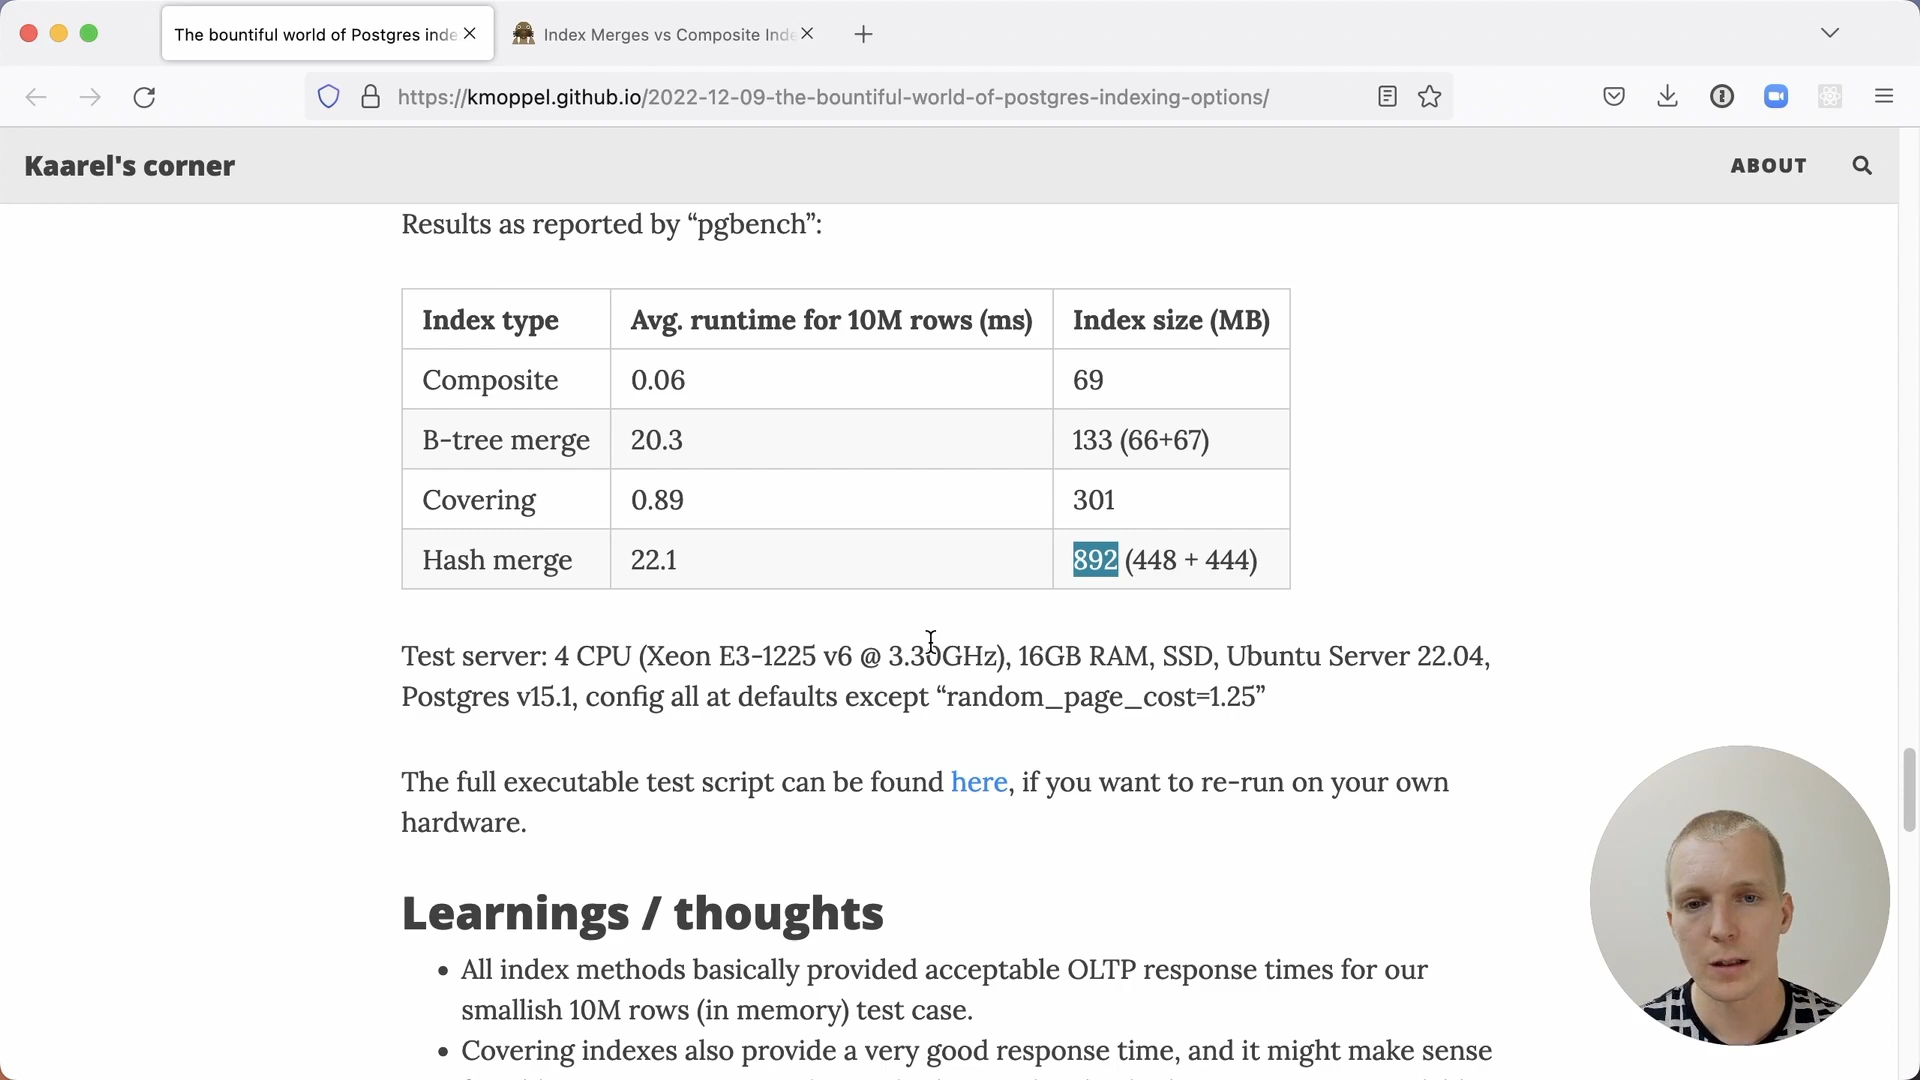 The bountiful world of Postgres inde
Index Merges vs Composite Inde
https://kmoppel.github.io/2022-12-09-the-bountiful-world-of-postgres-indexing-options/
Kaarel's corner
ABOUT
Results as reported by “pgbench”:
Index type Avg. runtime for 10M rows (ms) Index size (MB)
Composite 0.06 69
B-tree merge 20.3 133 (66+67)
Covering 0.89 301
Hash merge 22.1 892 (448 + 444)
Test server: 4 CPU (Xeon E3-1225 v6 @ 3.30GHz), 16GB RAM, SSD, Ubuntu Server 22.04,
Postgres v15.1, config all at defaults except “random_page_cost=1.25”
The full executable test script can be found here, if you want to re-run on your own
hardware.
Learnings / thoughts
• All index methods basically provided acceptable OLTP response times for our
smallish 10M rows (in memory) test case.
• Covering indexes also provide a very good response time, and it might make sense